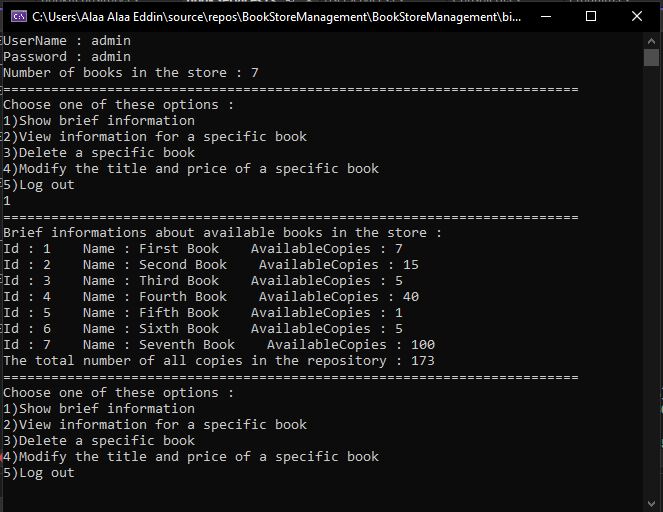 C:\Users\Alaa Alaa Eddin\source\repos\BookStoreManagement\BookStoreManagement\bi...
UserName : admin
Password : admin
Number of books in the store : 7
========================================================================
Choose one of these options :
1)Show brief information
2)View information for a specific book
3)Delete a specific book
4)Modify the title and price of a specific book
5)Log out
1
========================================================================
Brief informations about available books in the store :
Id : 1    Name : First Book    AvailableCopies : 7
Id : 2    Name : Second Book    AvailableCopies : 15
Id : 3    Name : Third Book    AvailableCopies : 5
Id : 4    Name : Fourth Book    AvailableCopies : 40
Id : 5    Name : Fifth Book    AvailableCopies : 1
Id : 6    Name : Sixth Book    AvailableCopies : 5
Id : 7    Name : Seventh Book    AvailableCopies : 100
The total number of all copies in the repository : 173
========================================================================
Choose one of these options :
1)Show brief information
2)View information for a specific book
3)Delete a specific book
4)Modify the title and price of a specific book
5)Log out